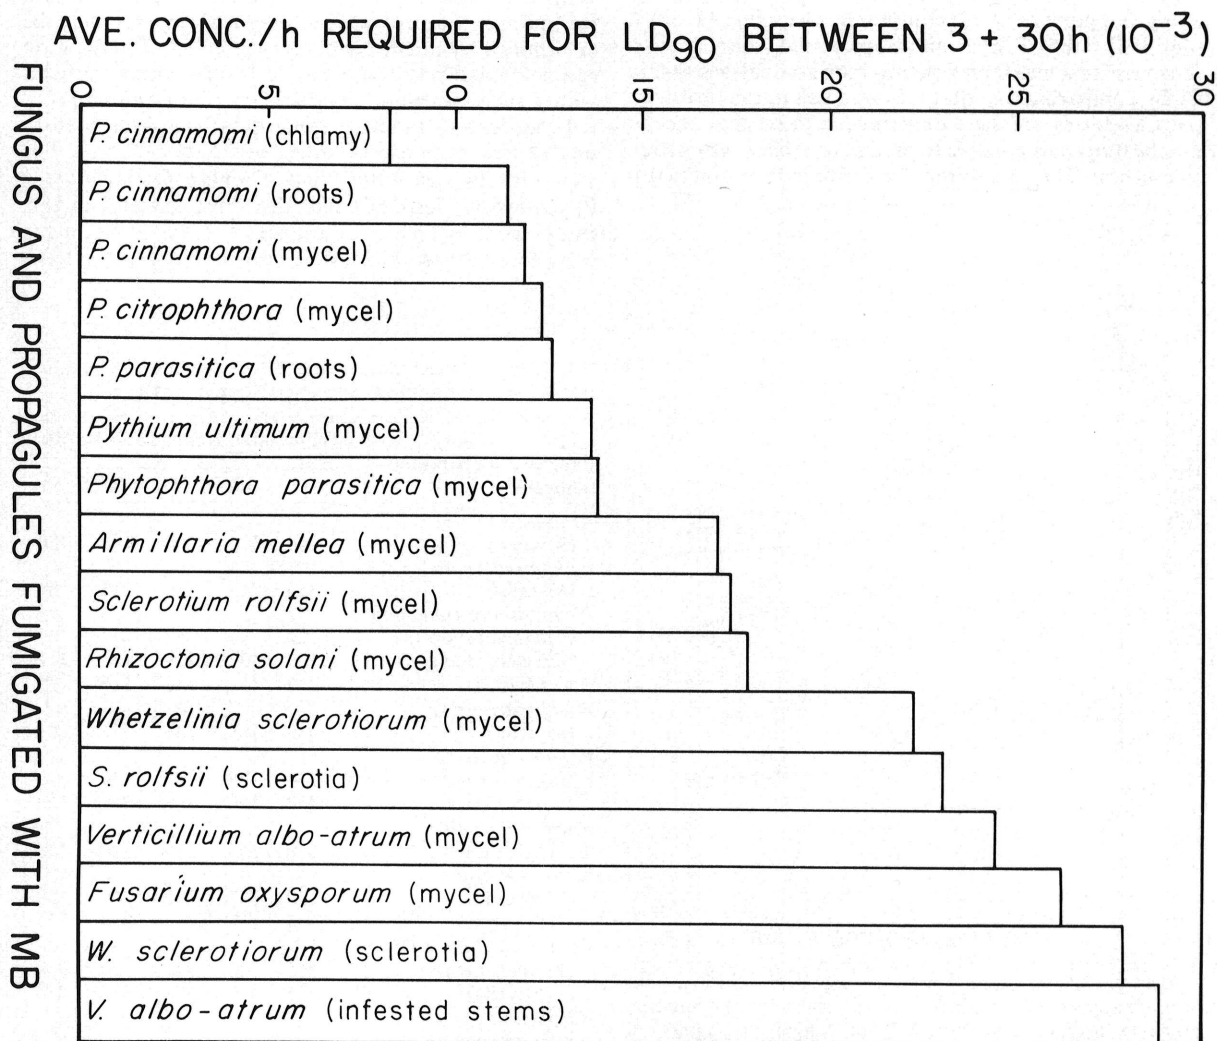 AVE. CONC./h REQUIRED FOR LD90 BETWEEN 3 + 30h (10⁻³)
0 5 10 15 20 25 30
FUNGUS AND PROPAGULES FUMIGATED WITH MB
P. cinnamomi (chlamy)
P. cinnamomi (roots)
P. cinnamomi (mycel)
P. citrophthora (mycel)
P. parasitica (roots)
Pythium ultimum (mycel)
Phytophthora parasitica (mycel)
Armillaria mellea (mycel)
Sclerotium rolfsii (mycel)
Rhizoctonia solani (mycel)
Whetzelinia sclerotiorum (mycel)
S. rolfsii (sclerotia)
Verticillium albo-atrum (mycel)
Fusarium oxysporum (mycel)
W. sclerotiorum (sclerotia)
V. albo-atrum (infested stems)